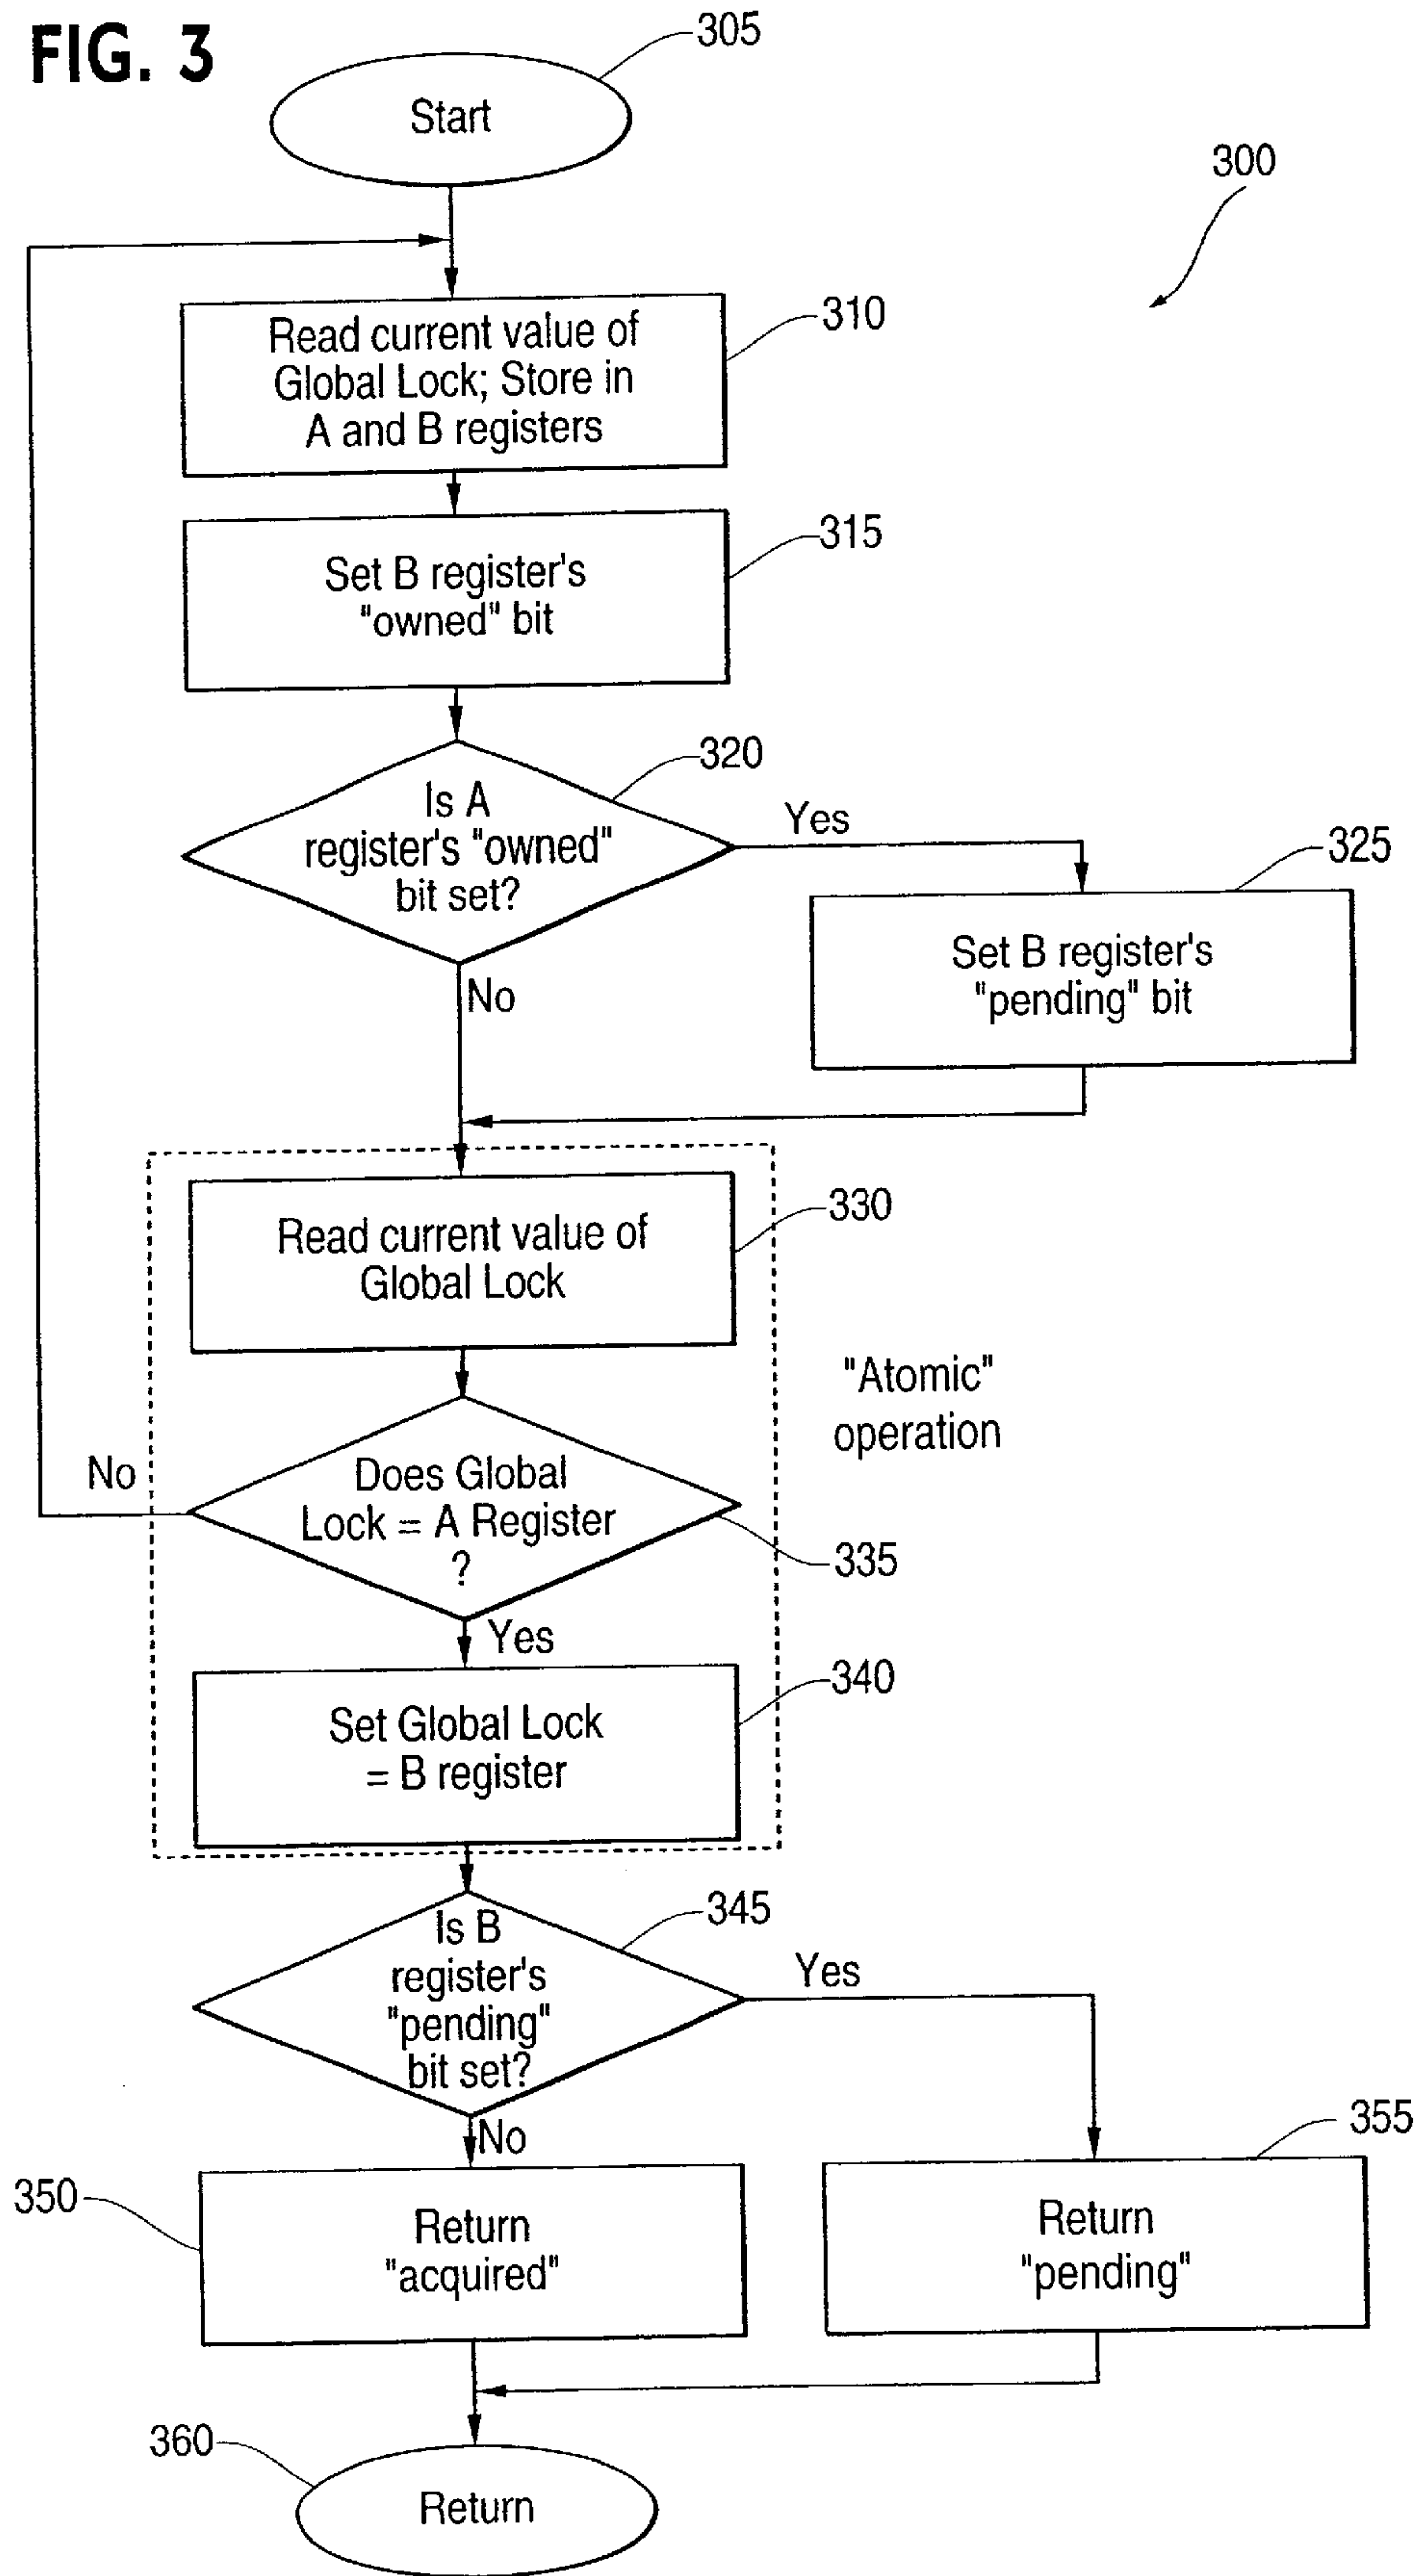 FIG. 3
305
Start
300
310
Read current value of
Global Lock; Store in
A and B registers
315
Set B register's
"owned" bit
320
Is A
register's "owned"
bit set?
Yes
325
Set B register's
"pending" bit
No
330
Read current value of
Global Lock
"Atomic"
operation
No
Does Global
Lock = A Register
?
335
Yes
340
Set Global Lock
= B register
345
Is B
register's
"pending"
bit set?
Yes
No
350
Return
"acquired"
355
Return
"pending"
360
Return